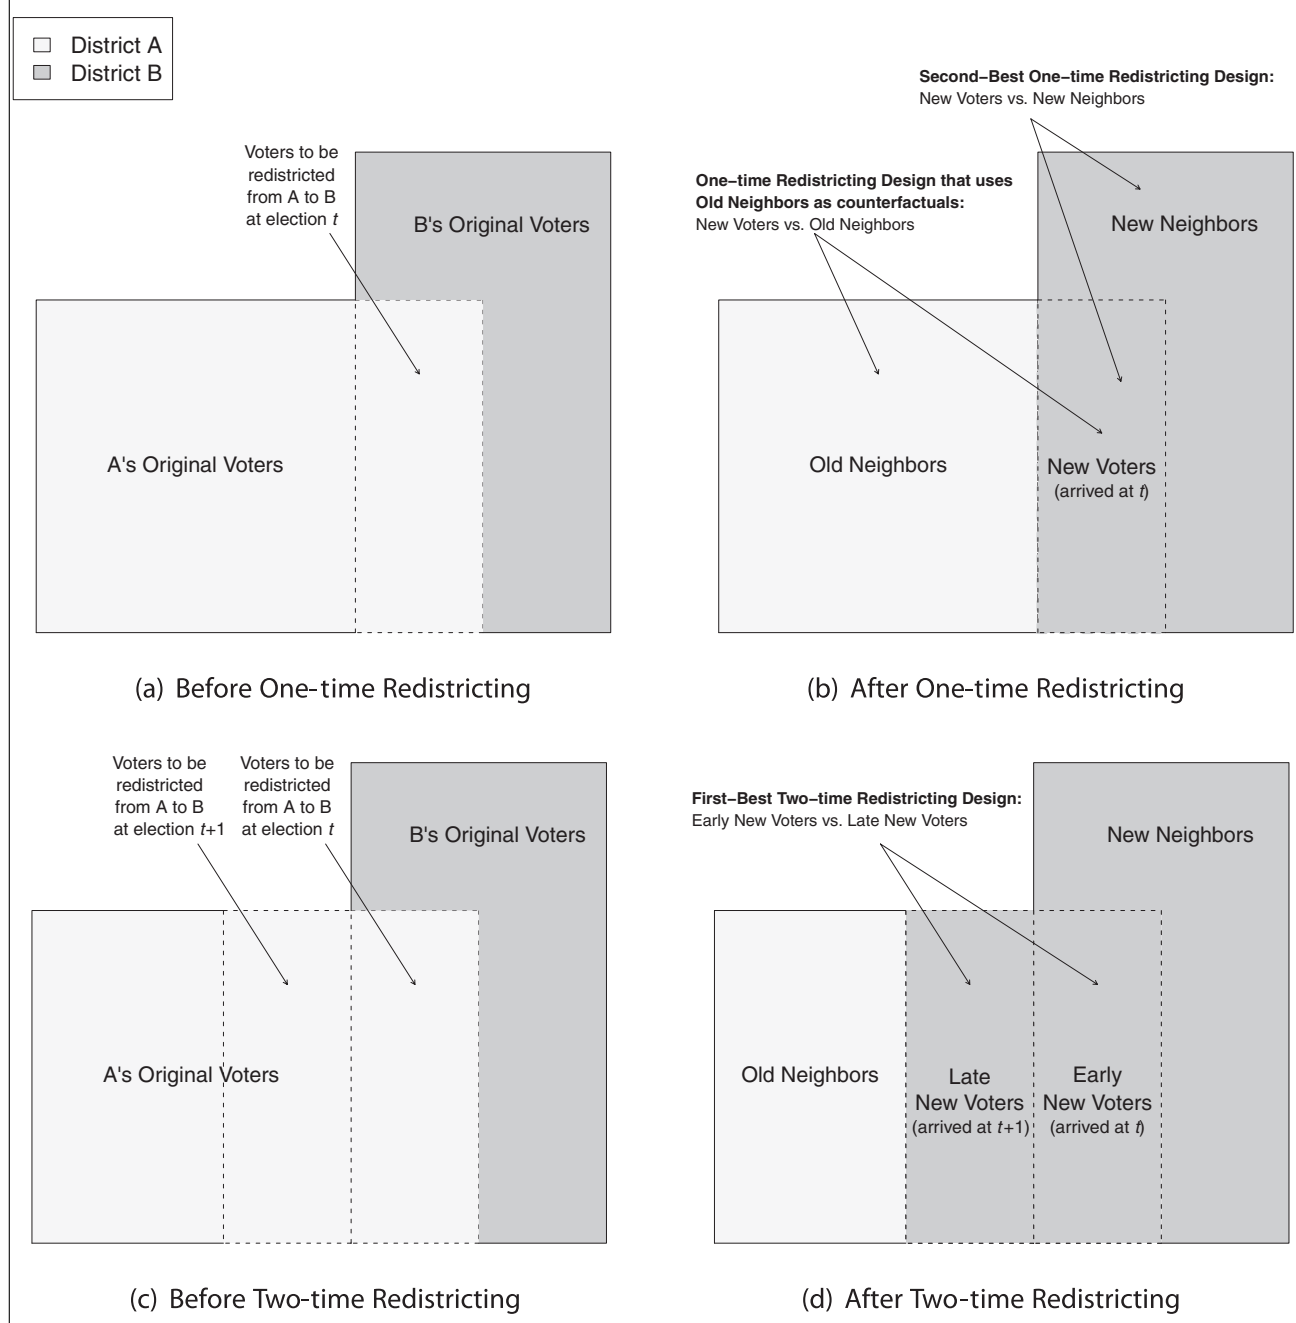 District A
District B
Voters to be
redistricted
from A to B
at election t
B's Original Voters
A's Original Voters
(a) Before One-time Redistricting
Second–Best One–time Redistricting Design:
New Voters vs. New Neighbors
One–time Redistricting Design that uses
Old Neighbors as counterfactuals:
New Voters vs. Old Neighbors
New Neighbors
Old Neighbors
New Voters
(arrived at t)
(b) After One-time Redistricting
Voters to be
redistricted
from A to B
at election t+1
Voters to be
redistricted
from A to B
at election t
B's Original Voters
A's Original Voters
(c) Before Two-time Redistricting
First–Best Two–time Redistricting Design:
Early New Voters vs. Late New Voters
New Neighbors
Old Neighbors
Late
New Voters
(arrived at t+1)
Early
New Voters
(arrived at t)
(d) After Two-time Redistricting